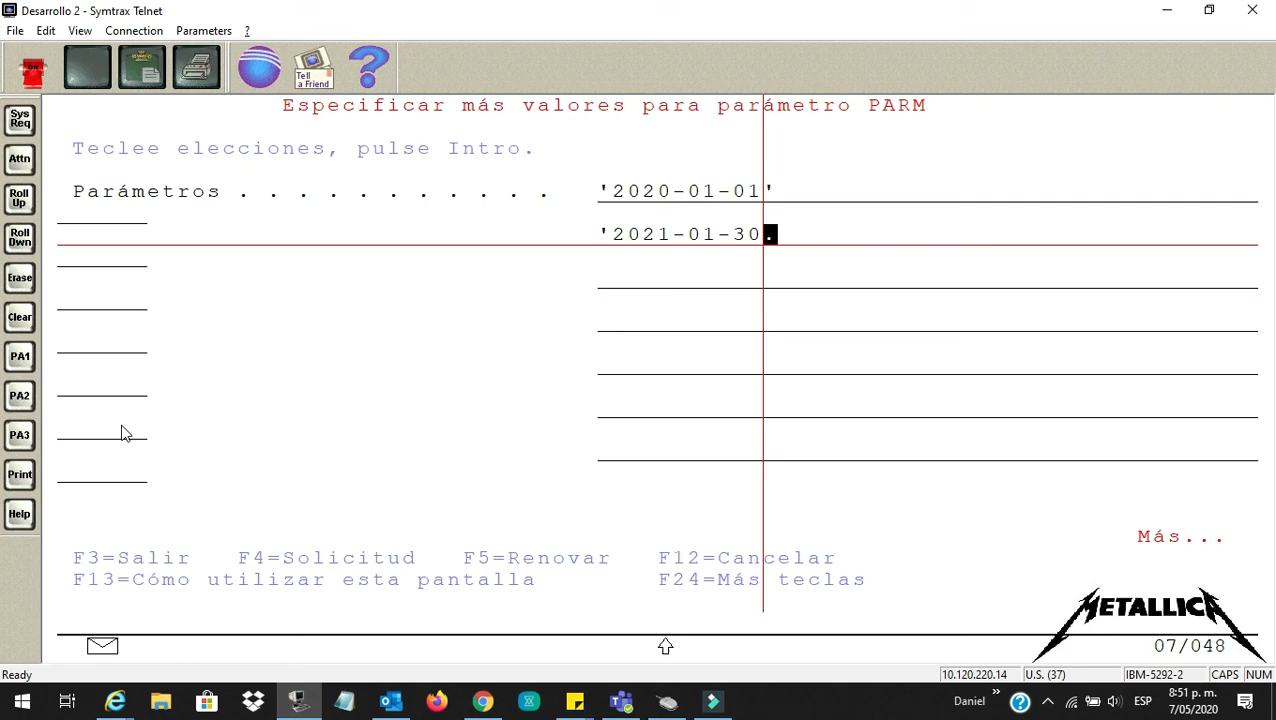 Desarrollo 2 - Symtrax Telnet
File Edit View Connection Parameters ?
ON
Tell a Friend
Sys Req
Attn
Roll Up
Roll Dwn
Erase
Clear
PA1
PA2
PA3
Print
Help
Especificar más valores para parámetro PARM
Teclee elecciones, pulse Intro.
Parámetros . . . . . . . . . . . '2020-01-01'
'2021-01-30.
Más...
F3=Salir F4=Solicitud F5=Renovar F12=Cancelar
F13=Cómo utilizar esta pantalla F24=Más teclas
METALLICA
07/048
Ready 10.120.220.14 U.S. (37) IBM-5292-2 CAPS NUM
Daniel » ESP 8:51 p. m.
7/05/2020